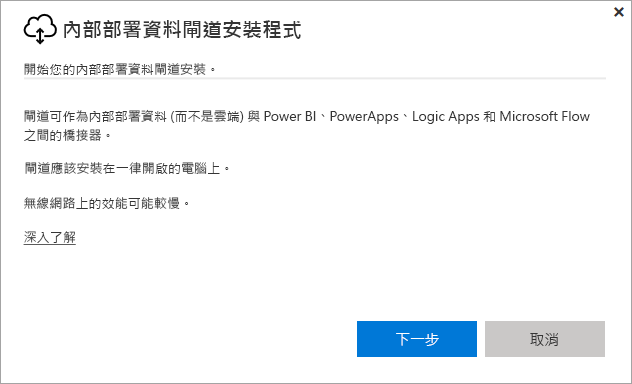 內部部署資料閘道安裝程式
開始您的內部部署資料閘道安裝。
閘道可作為內部部署資料 (而不是雲端) 與 Power BI、PowerApps、Logic Apps 和 Microsoft Flow
之間的橋接器。
閘道應該安裝在一律開啟的電腦上。
無線網路上的效能可能較慢。
深入了解
下一步 取消